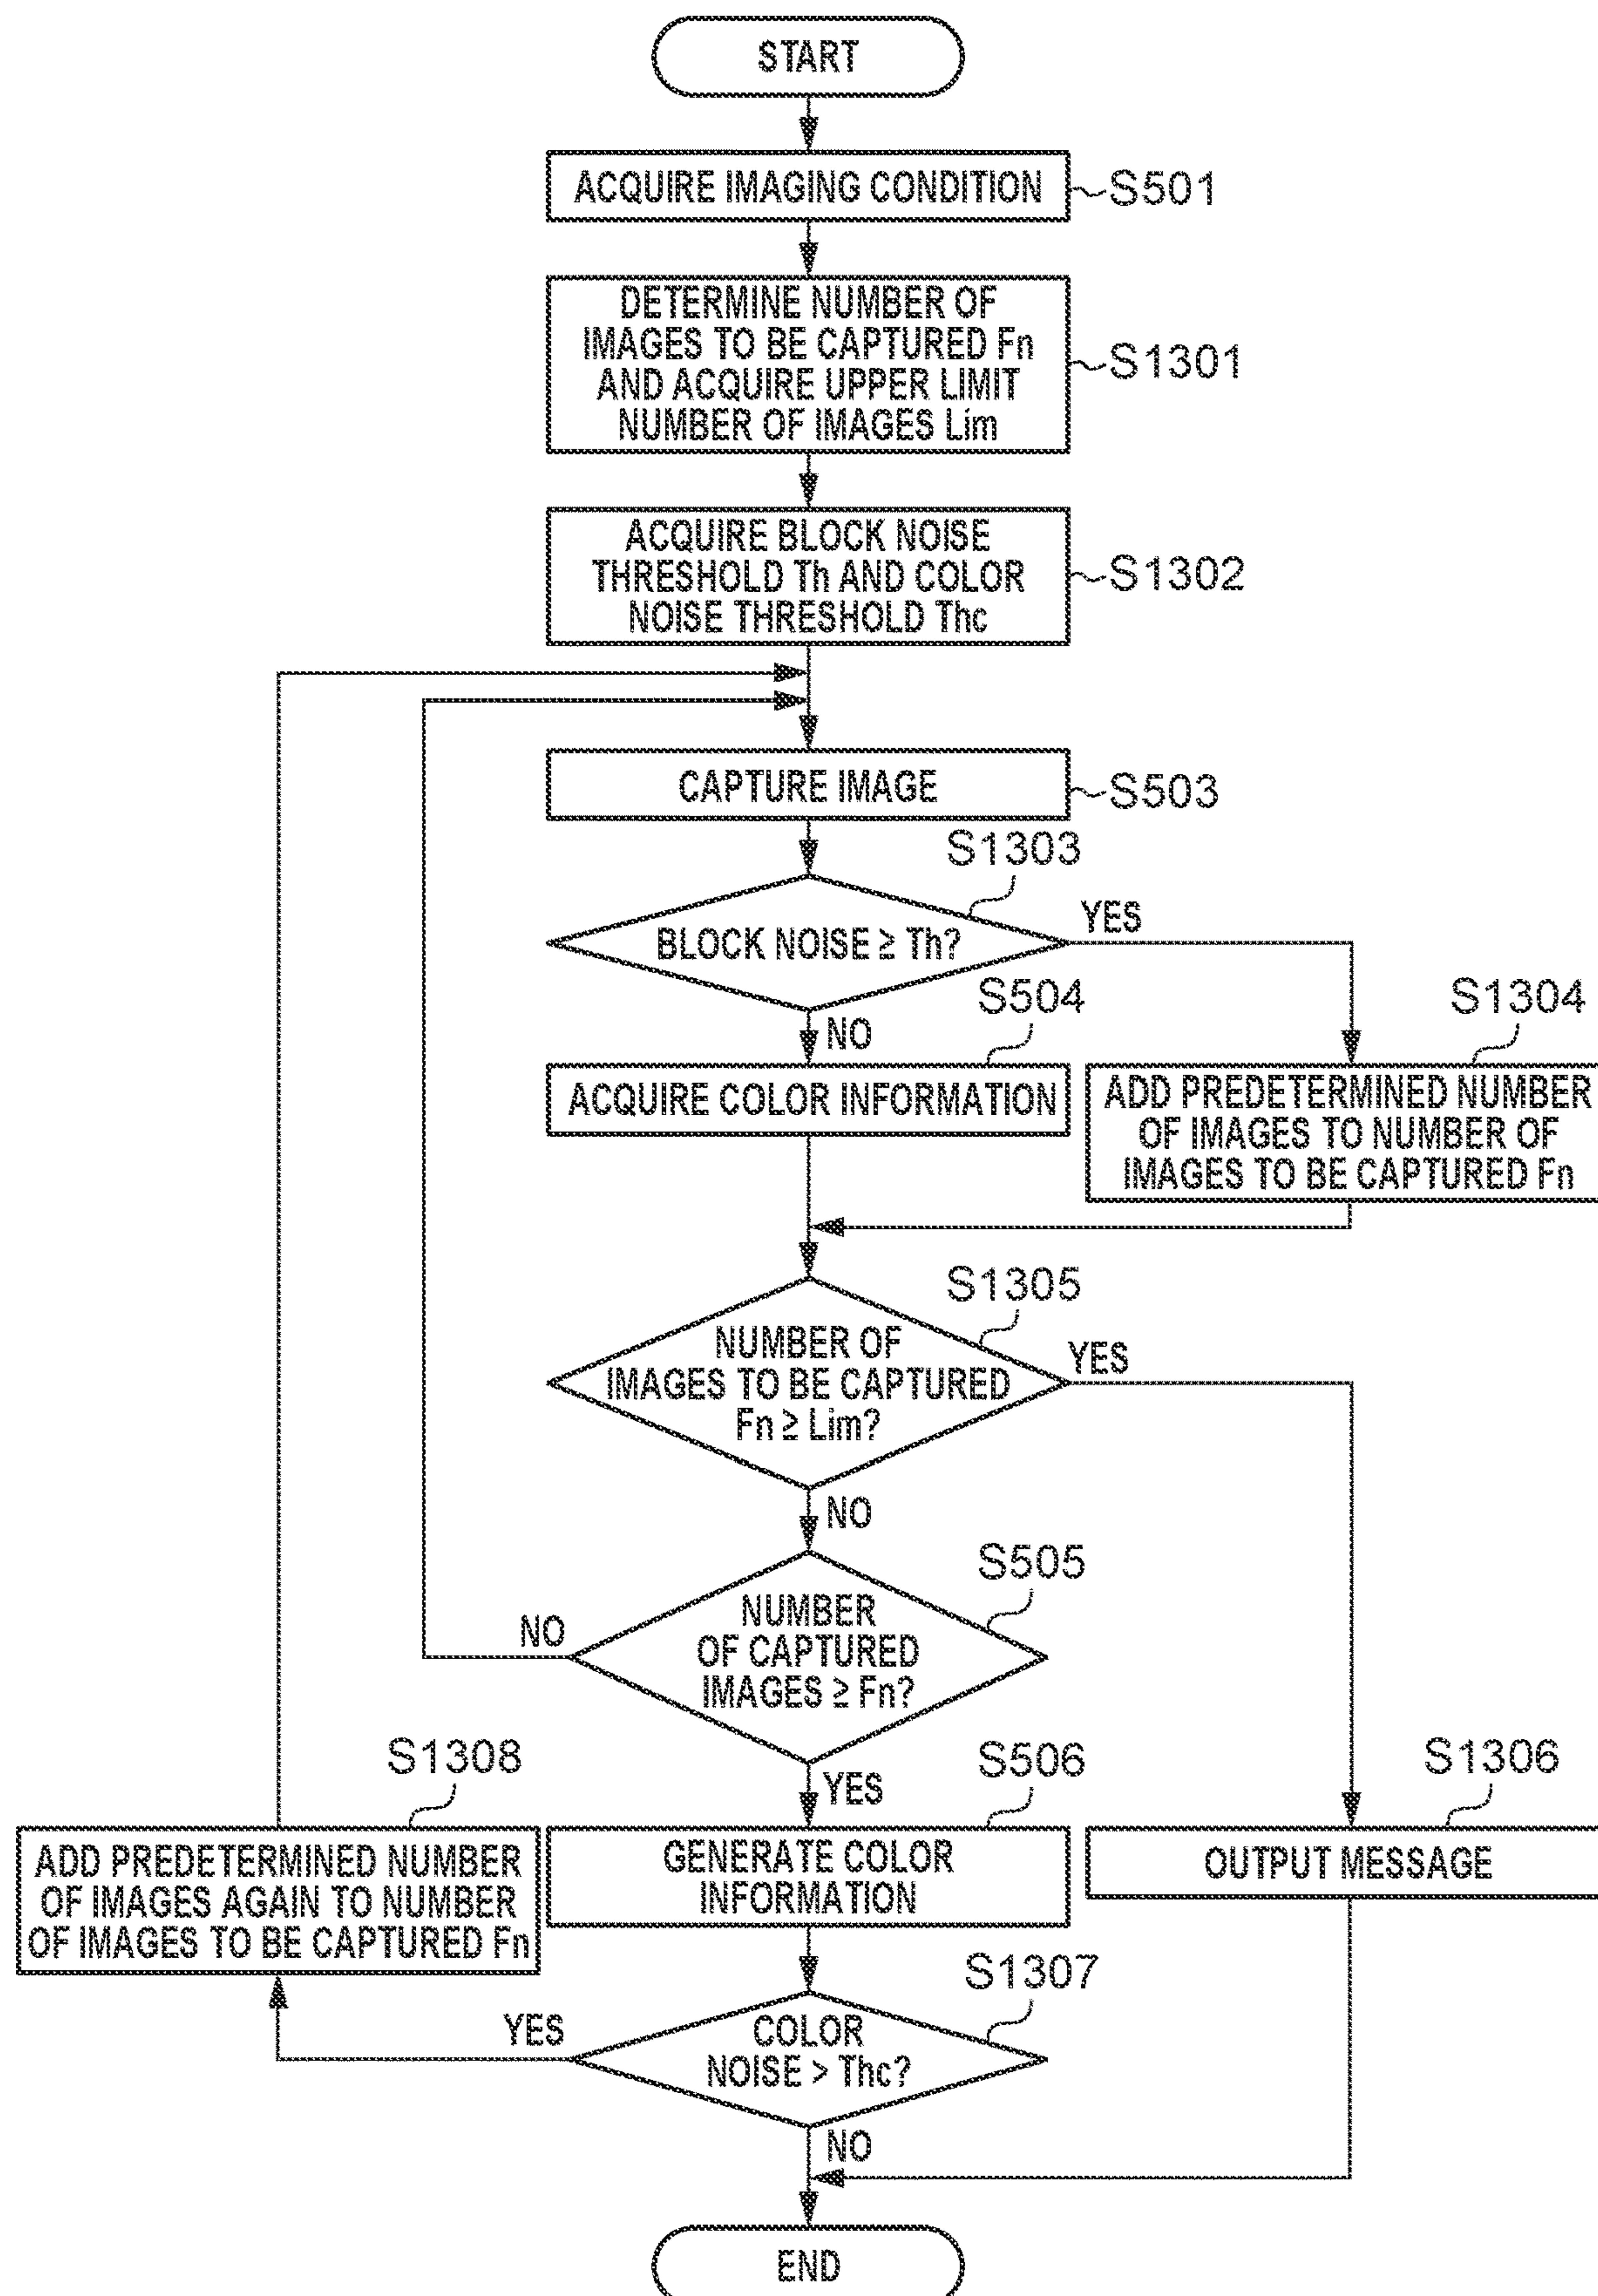 START
ACQUIRE IMAGING CONDITION
S501
DETERMINE NUMBER OF
IMAGES TO BE CAPTURED Fn
AND ACQUIRE UPPER LIMIT
NUMBER OF IMAGES Lim
S1301
ACQUIRE BLOCK NOISE
THRESHOLD Th AND COLOR
NOISE THRESHOLD Thc
S1302
CAPTURE IMAGE
S503
S1303
BLOCK NOISE ≥ Th?
YES
NO
S504
ACQUIRE COLOR INFORMATION
S1304
ADD PREDETERMINED NUMBER
OF IMAGES TO NUMBER OF
IMAGES TO BE CAPTURED Fn
S1305
NUMBER OF
IMAGES TO BE CAPTURED
Fn ≥ Lim?
YES
NO
S505
NUMBER
OF CAPTURED
IMAGES ≥ Fn?
NO
YES
S1308
ADD PREDETERMINED NUMBER
OF IMAGES AGAIN TO NUMBER
OF IMAGES TO BE CAPTURED Fn
S506
GENERATE COLOR
INFORMATION
S1306
OUTPUT MESSAGE
S1307
COLOR
NOISE > Thc?
YES
NO
END